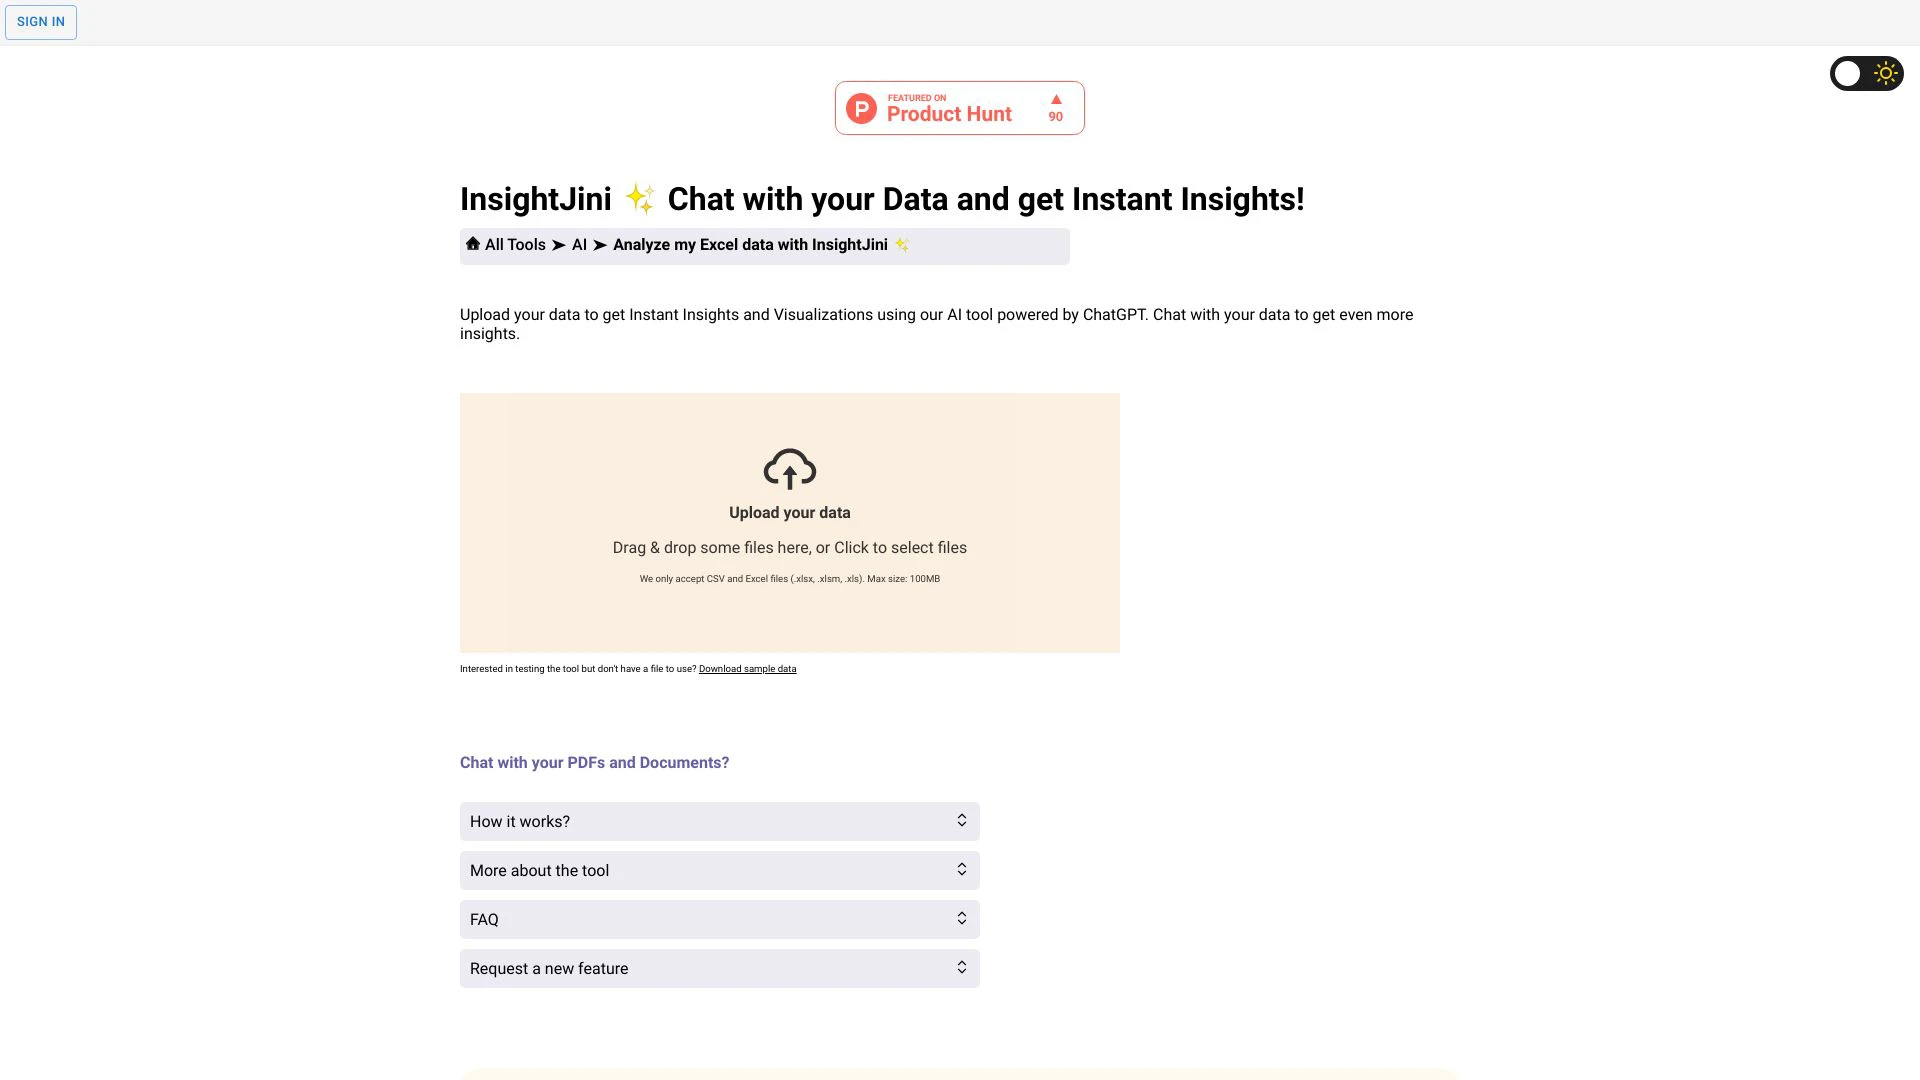 SIGN IN
FEATURED ON
Product Hunt
90
InsightJini ✨ Chat with your Data and get Instant Insights!
All Tools ➤ AI ➤ Analyze my Excel data with InsightJini ✨
Upload your data to get Instant Insights and Visualizations using our AI tool powered by ChatGPT. Chat with your data to get even more
insights.
Upload your data
Drag & drop some files here, or Click to select files
We only accept CSV and Excel files (.xlsx, .xlsm, .xls). Max size: 100MB
Interested in testing the tool but don't have a file to use? Download sample data
Chat with your PDFs and Documents?
How it works?
More about the tool
FAQ
Request a new feature